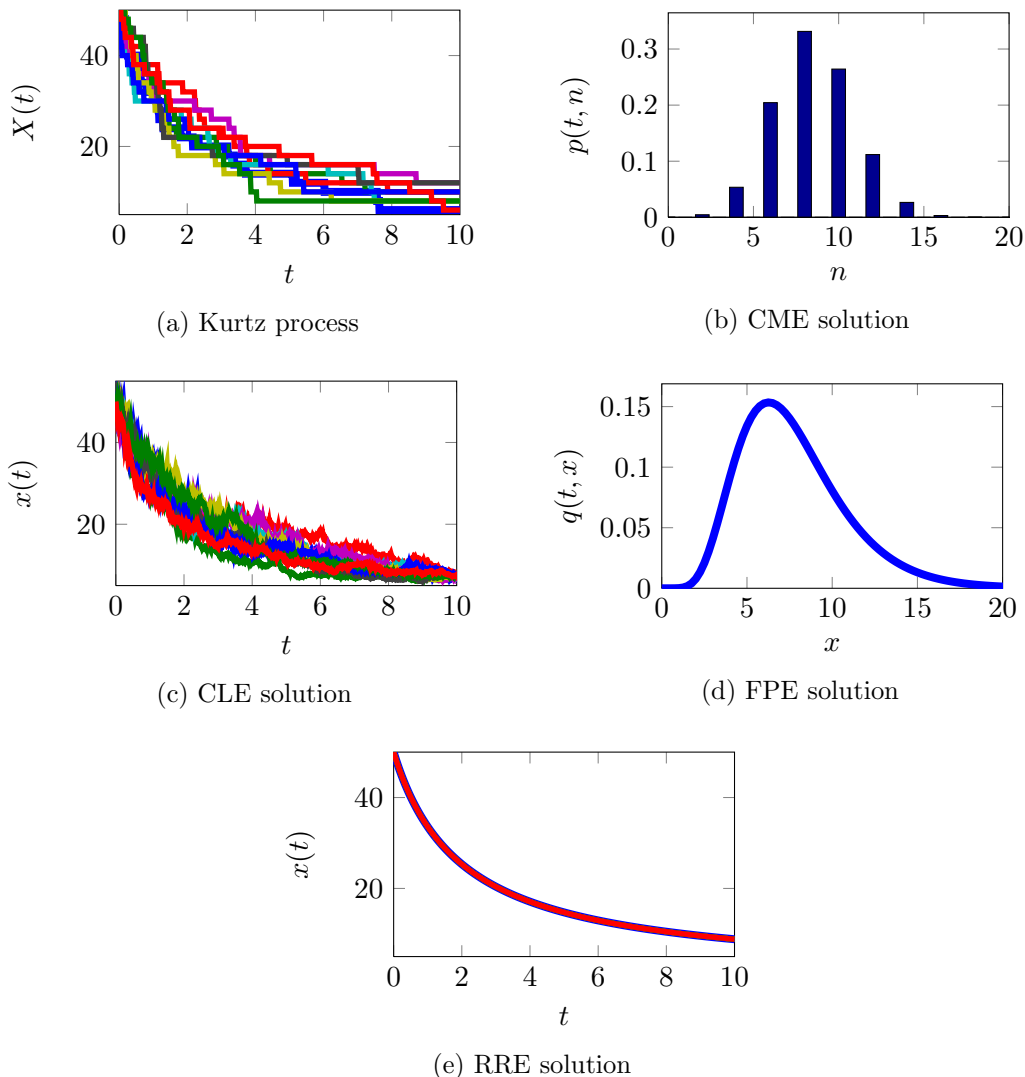 40
20
X(t)
0 2 4 6 8 10
t
(a) Kurtz process
0.3
0.2
0.1
0
p(t, n)
0 5 10 15 20
n
(b) CME solution
40
20
x(t)
0 2 4 6 8 10
t
(c) CLE solution
0.15
0.1
0.05
0
q(t, x)
0 5 10 15 20
x
(d) FPE solution
40
20
x(t)
0 2 4 6 8 10
t
(e) RRE solution